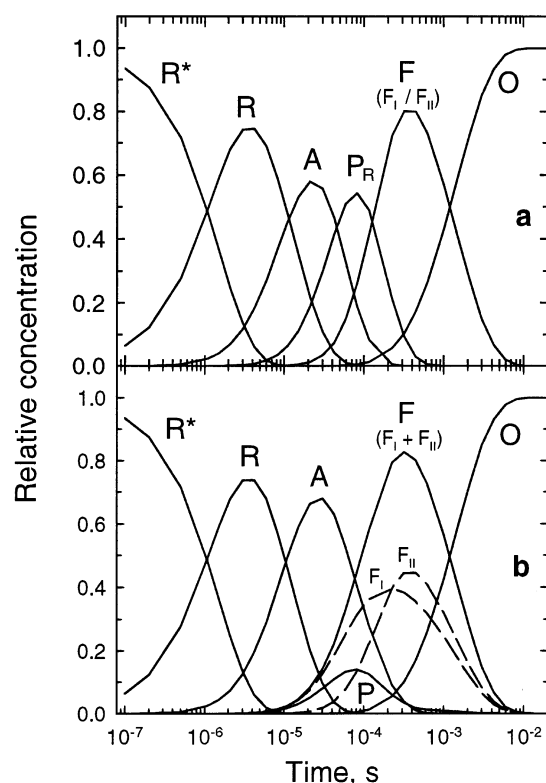 Relative concentration
1.0
0.8
0.6
0.4
0.2
0.0
R*
R
A
P_R
F
(F_I / F_II)
O
a
1.0
0.8
0.6
0.4
0.2
0.0
R*
R
A
F
(F_I + F_II)
O
F_I
F_II
P
b
10^-7 10^-6 10^-5 10^-4 10^-3 10^-2
Time, s